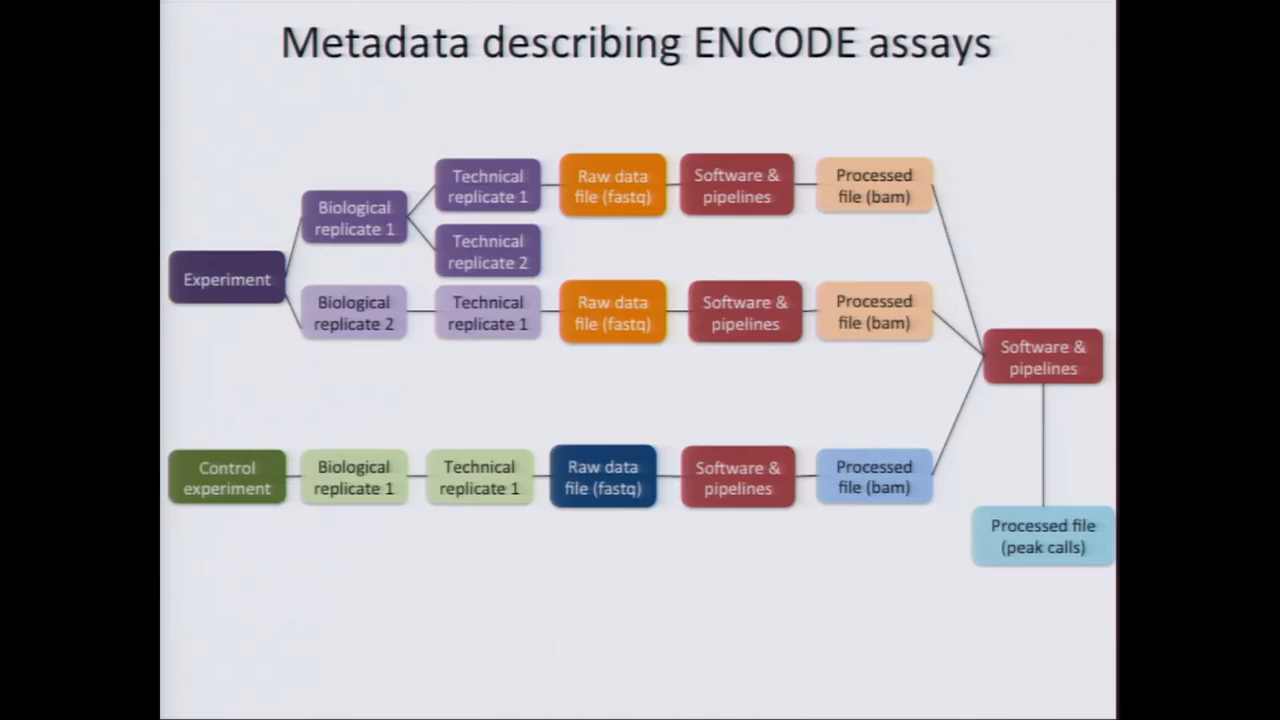 Metadata describing ENCODE assays
Technical
replicate 1
Raw data
file (fastq)
Software &
pipelines
Processed
file (bam)
Biological
replicate 1
Technical
replicate 2
Experiment
Biological
replicate 2
Technical
replicate 1
Raw data
file (fastq)
Software &
pipelines
Processed
file (bam)
Software &
pipelines
Control
experiment
Biological
replicate 1
Technical
replicate 1
Raw data
file (fastq)
Software &
pipelines
Processed
file (bam)
Processed file
(peak calls)